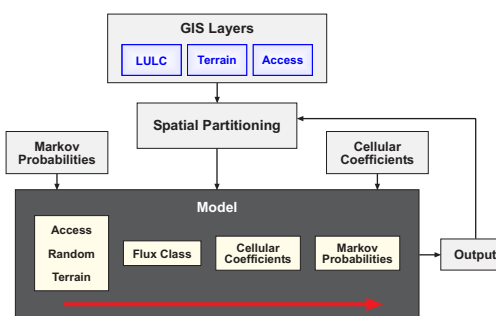 GIS Layers
LULC
Terrain
Access
Spatial Partitioning
Markov
Probabilities
Cellular
Coefficients
Model
Access
Random
Terrain
Flux Class
Cellular
Coefficients
Markov
Probabilities
Output